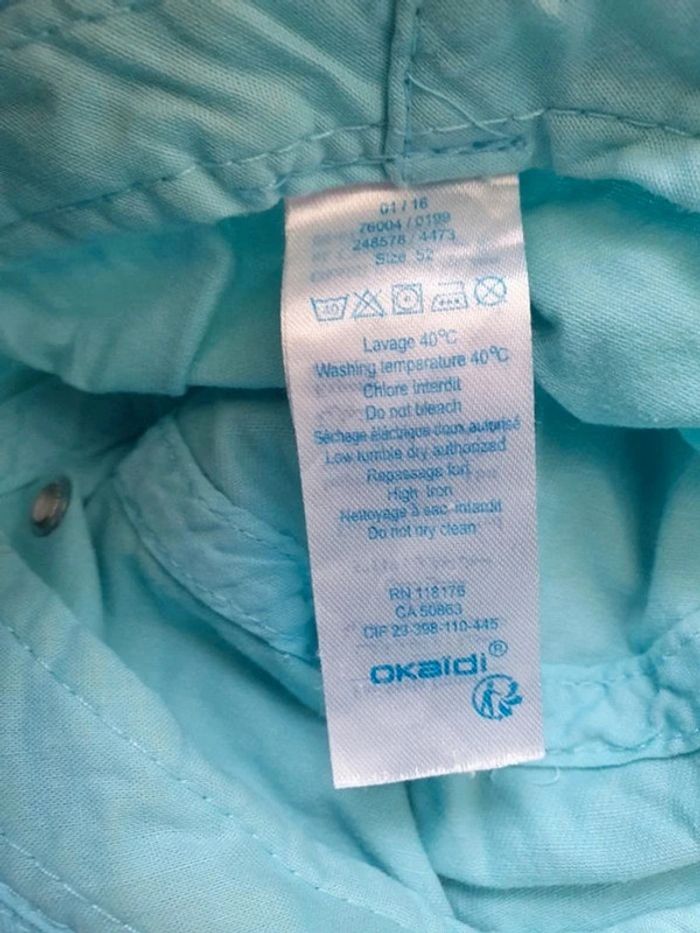 01 / 16
76004 / 0199
248578 / 4473
Size 52
40
Lavage 40°C
Washing temperature 40°C
Chlore interdit
Do not bleach
Séchage électrique doux autorisé
Low tumble dry authorized
Repassage fort
High Iron
Nettoyage à sec interdit
Do not dry clean
RN 118176
CA 50863
CIF 23-398-110-445
OKaïdi®